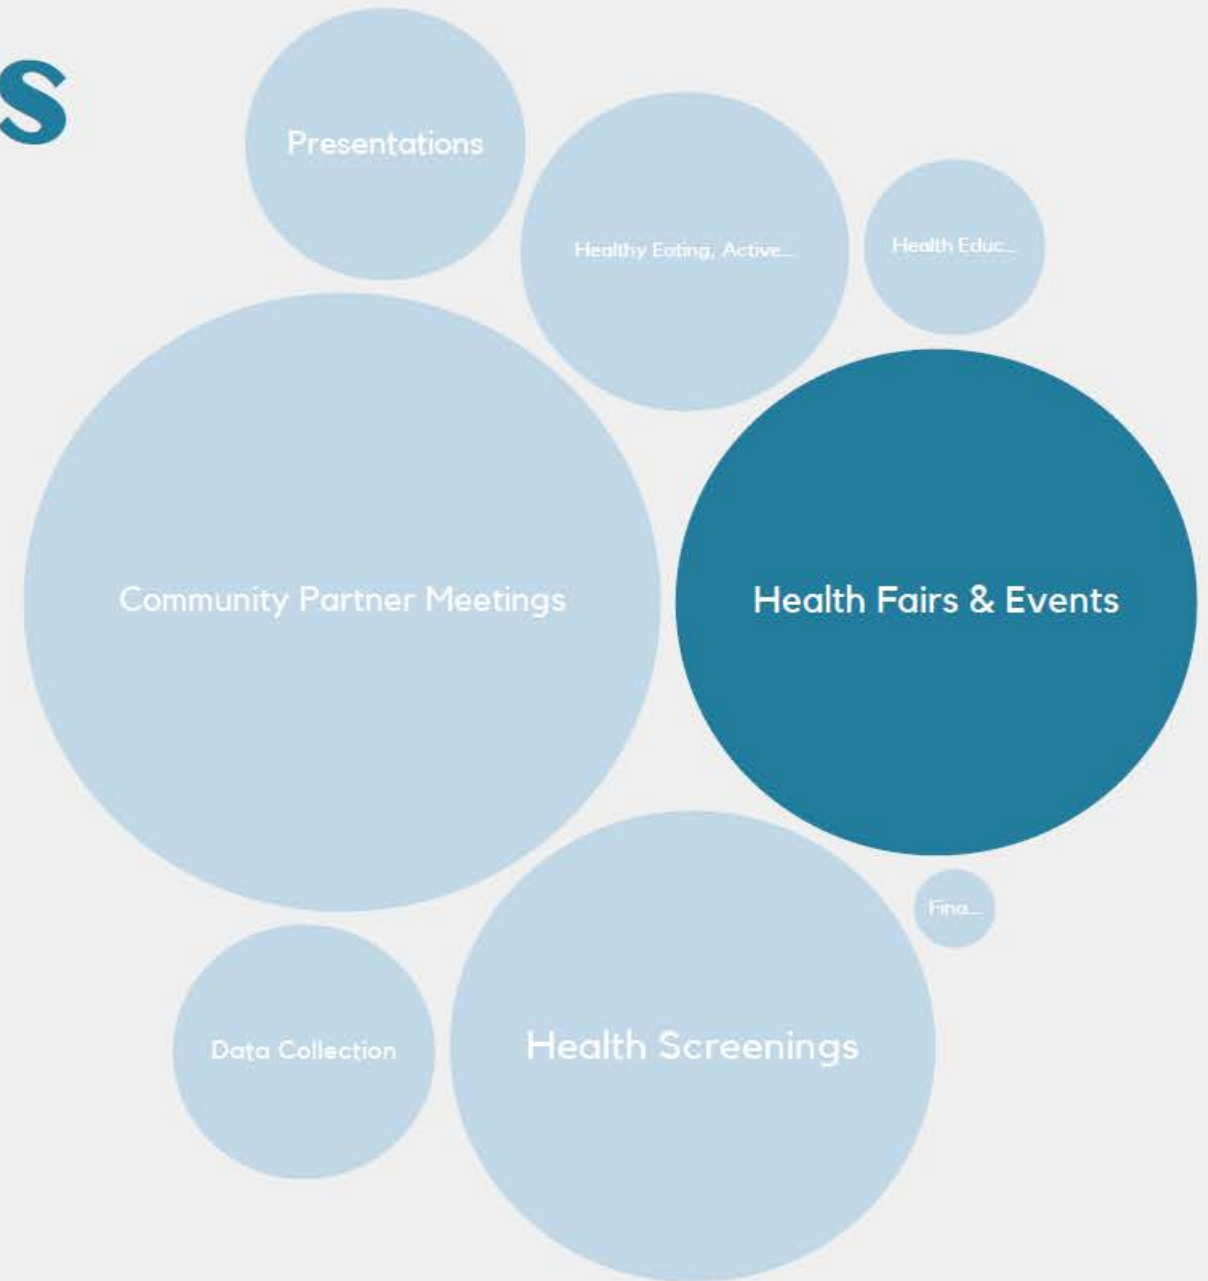 s
Presentations
Healthy Eating, Active...
Health Educ...
Community Partner Meetings
Health Fairs & Events
Fina...
Data Collection
Health Screenings